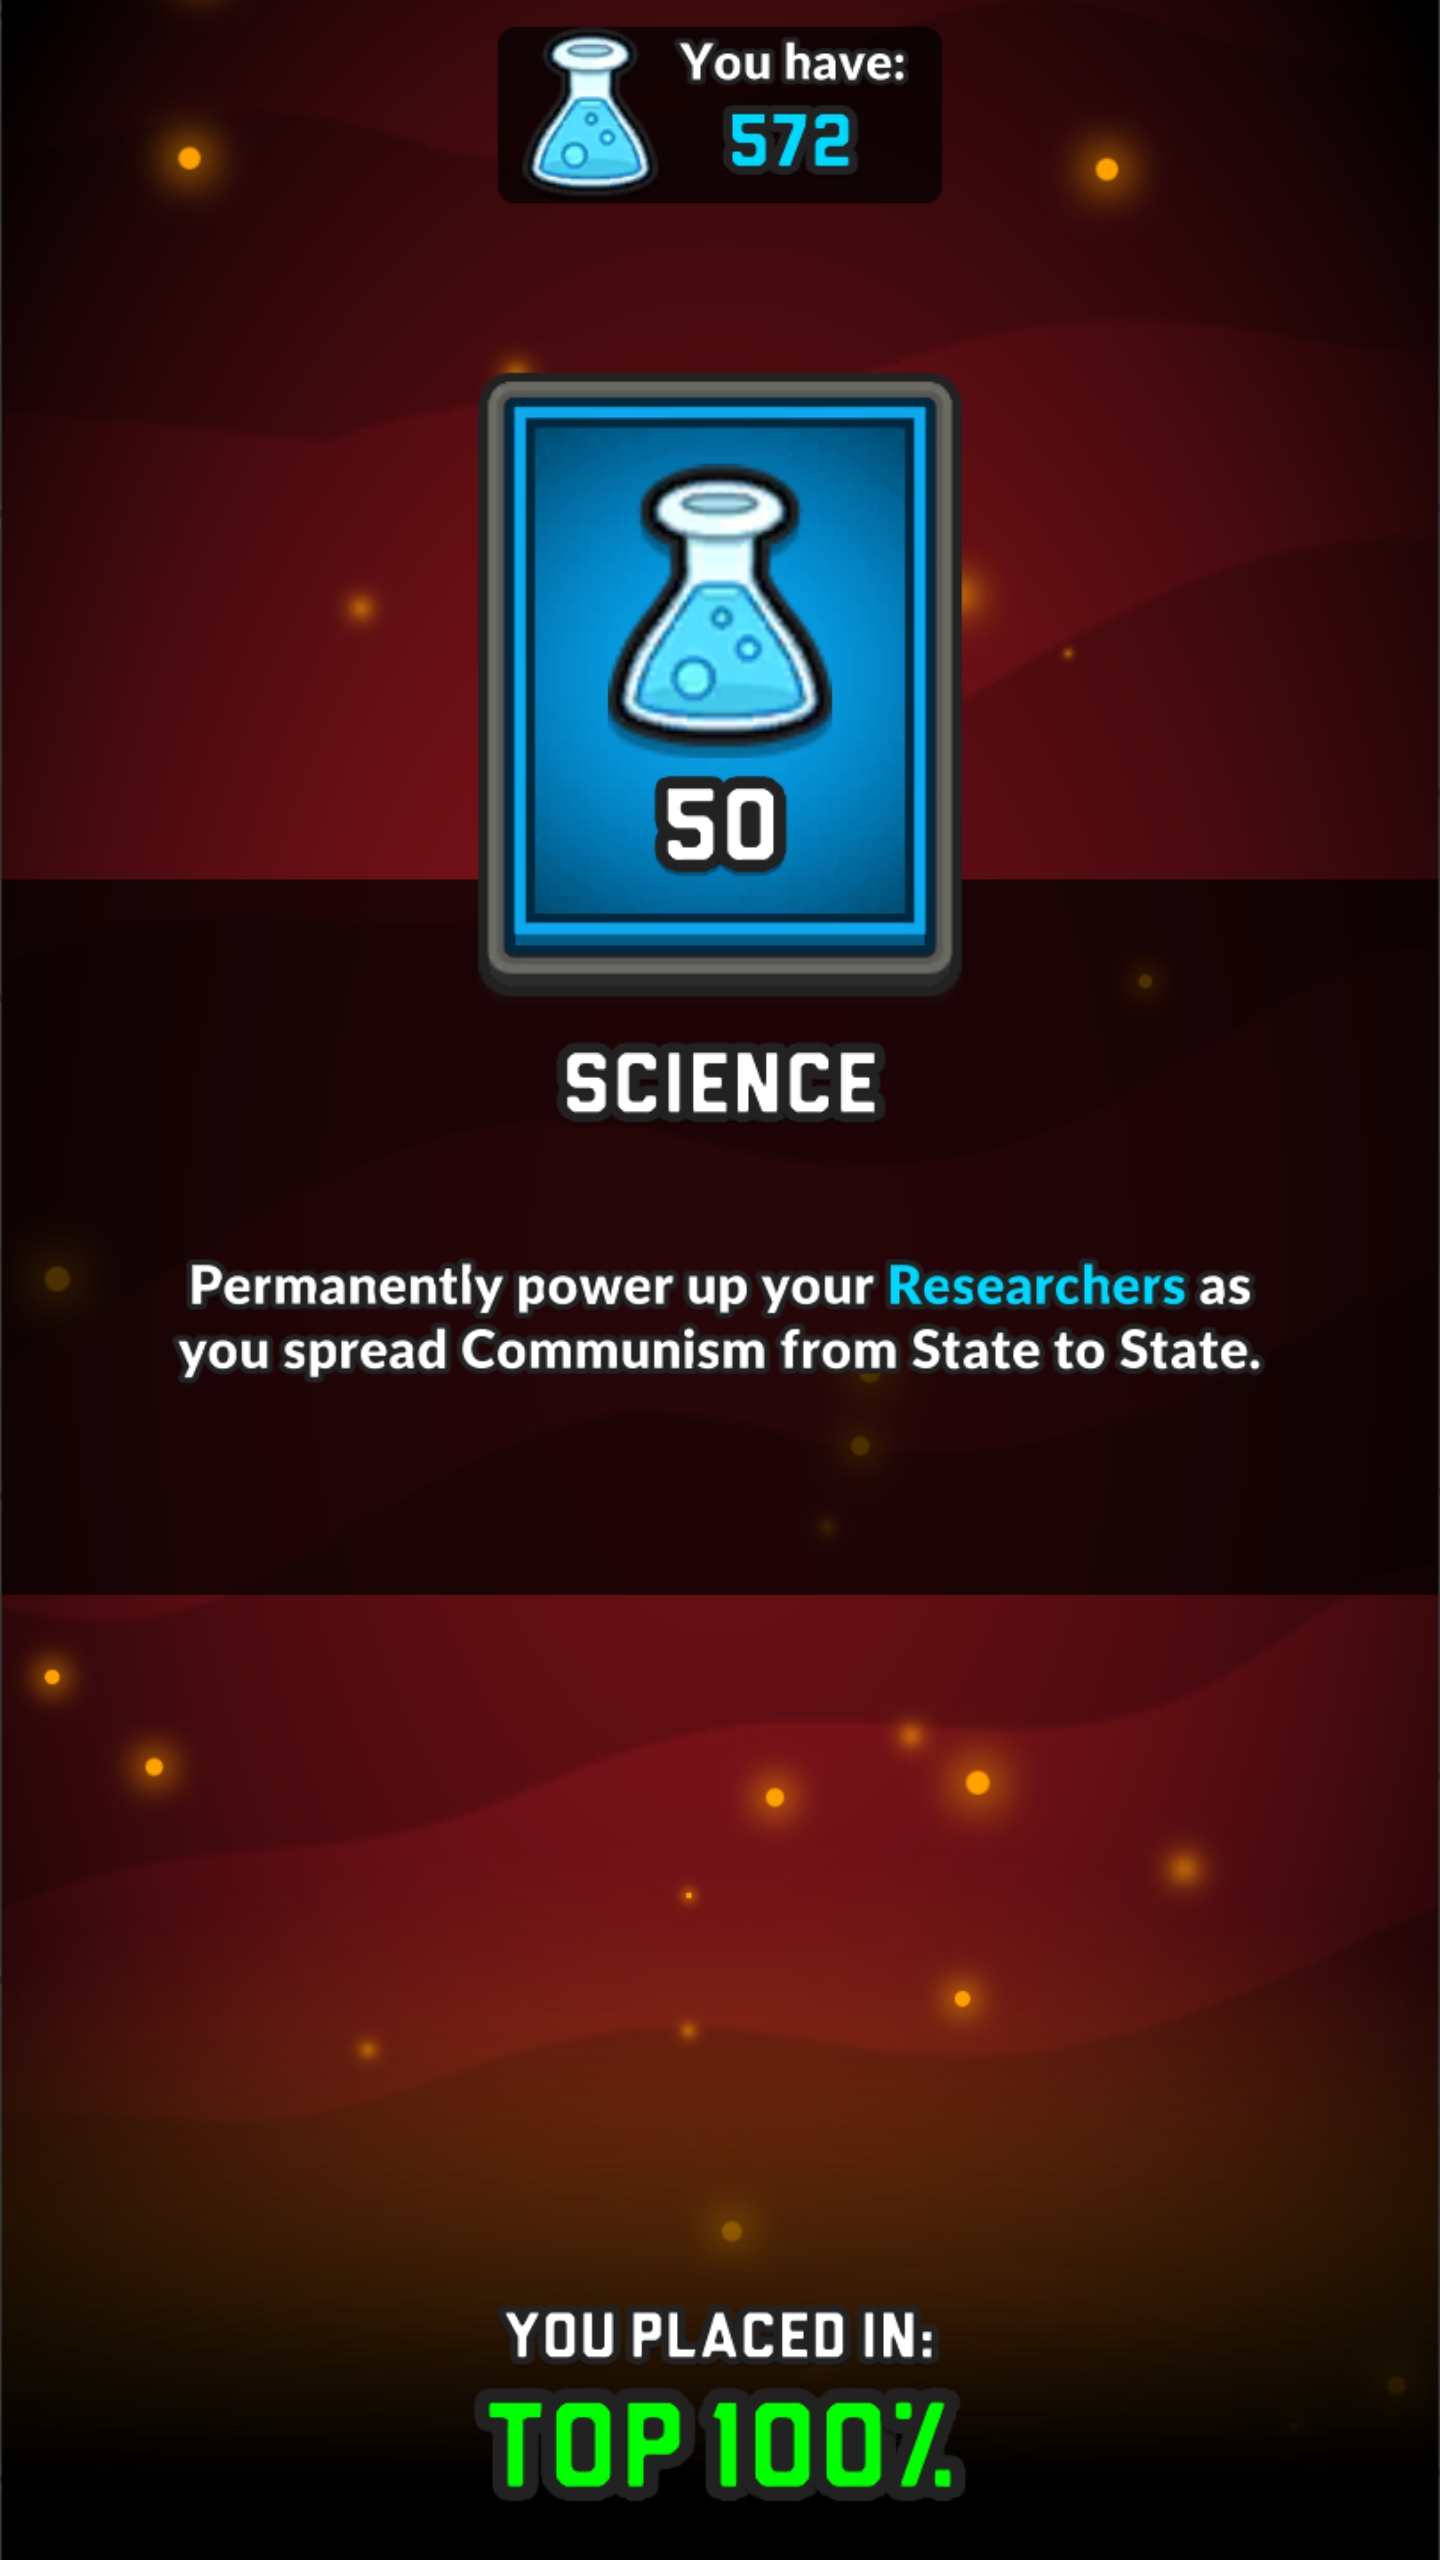 You have:
572
50
SCIENCE
Permanently power up your Researchers as
you spread Communism from State to State.
YOU PLACED IN:
TOP 100%